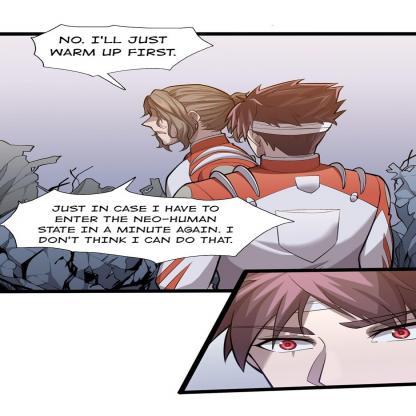 NO. I'LL JUST
WARM UP FIRST.
JUST IN CASE I HAVE TO
ENTER THE NEO-HUMAN
STATE IN A MINUTE AGAIN. I
DON'T THINK I CAN DO THAT.